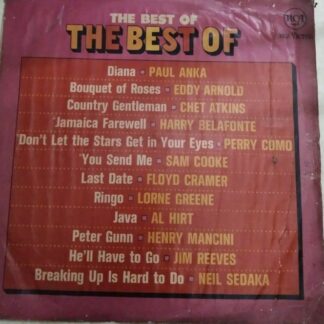 THE BEST OF
THE BEST OF
RCA
Diana • PAUL ANKA
Bouquet of Roses • EDDY ARNOLD
Country Gentleman • CHET ATKINS
'Jamaica Farewell • HARRY BELAFONTE
'Don't Let the Stars Get in Your Eyes • PERRY COMO
'You Send Me • SAM COOKE
Last Date • FLOYD CRAMER
Ringo • LORNE GREENE
Java • AL HIRT
Peter Gunn • HENRY MANCINI
He'll Have to Go • JIM REEVES
Breaking Up Is Hard to Do • NEIL SEDAKA